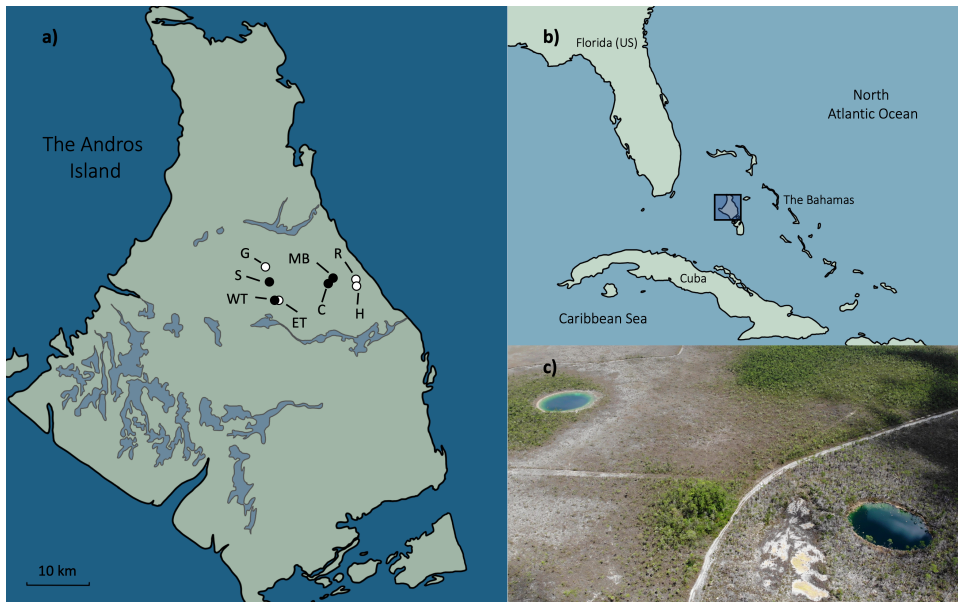 a)
The Andros
Island
G
S
WT
ET
MB
C
R
H
10 km
b)
Florida (US)
North
Atlantic Ocean
The Bahamas
Cuba
Caribbean Sea
c)